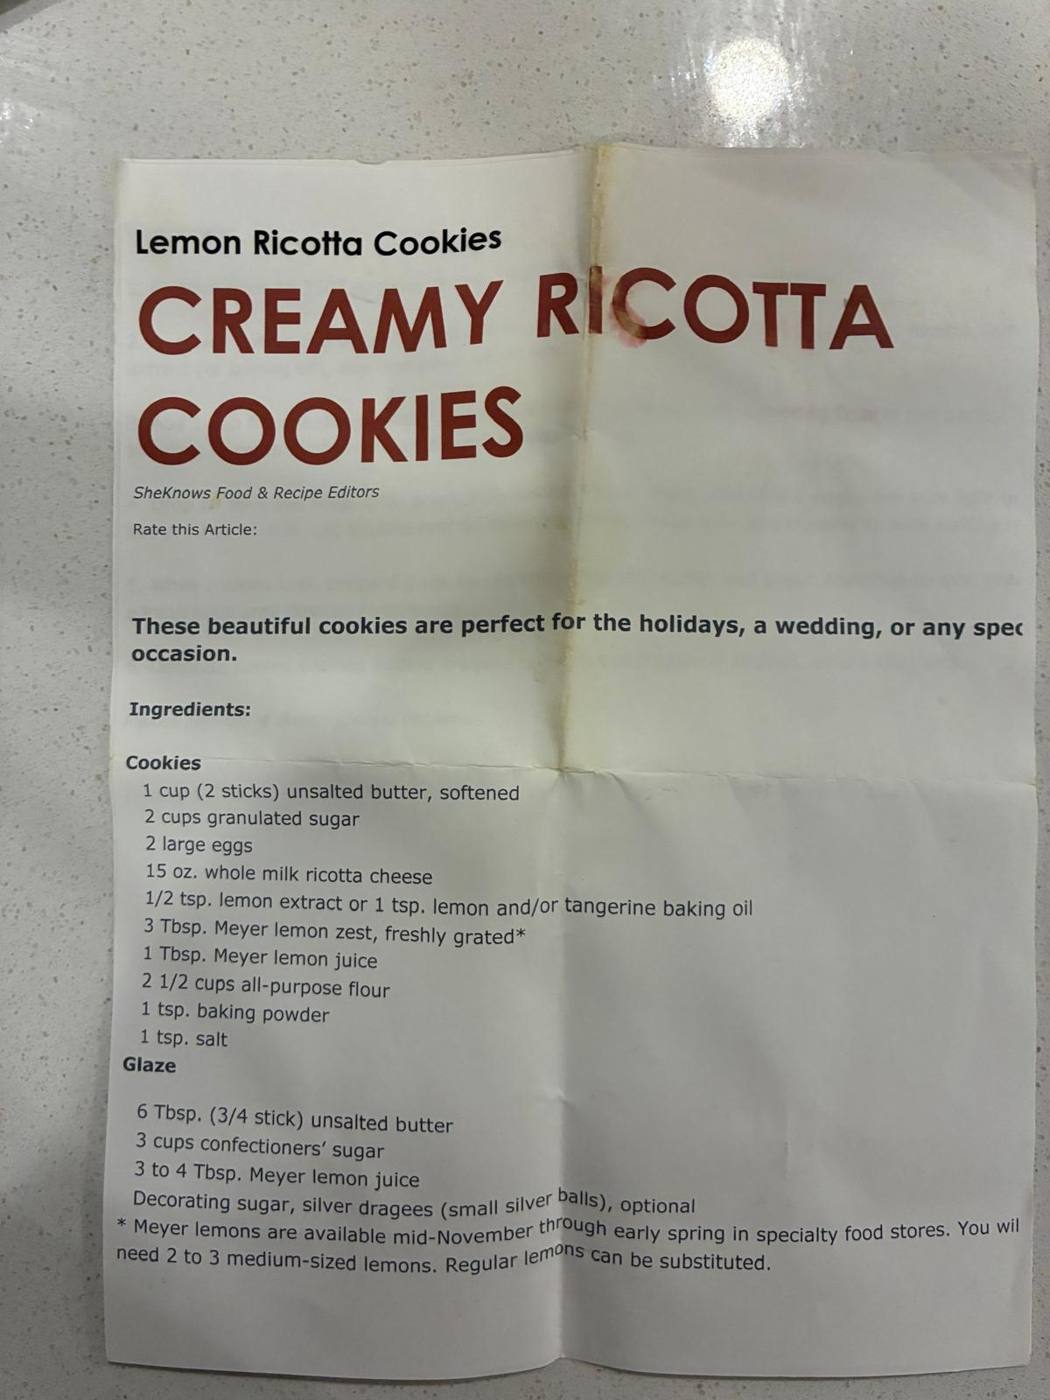 Lemon Ricotta Cookies
CREAMY RICOTTA
COOKIES
SheKnows Food & Recipe Editors
Rate this Article:
These beautiful cookies are perfect for the holidays, a wedding, or any spec
occasion.
Ingredients:
Cookies
1 cup (2 sticks) unsalted butter, softened
2 cups granulated sugar
2 large eggs
15 oz. whole milk ricotta cheese
1/2 tsp. lemon extract or 1 tsp. lemon and/or tangerine baking oil
3 Tbsp. Meyer lemon zest, freshly grated*
1 Tbsp. Meyer lemon juice
2 1/2 cups all-purpose flour
1 tsp. baking powder
1 tsp. salt
Glaze
6 Tbsp. (3/4 stick) unsalted butter
3 cups confectioners’ sugar
3 to 4 Tbsp. Meyer lemon juice
Decorating sugar, silver dragees (small silver balls), optional
* Meyer lemons are available mid-November through early spring in specialty food stores. You wil
need 2 to 3 medium-sized lemons. Regular lemons can be substituted.